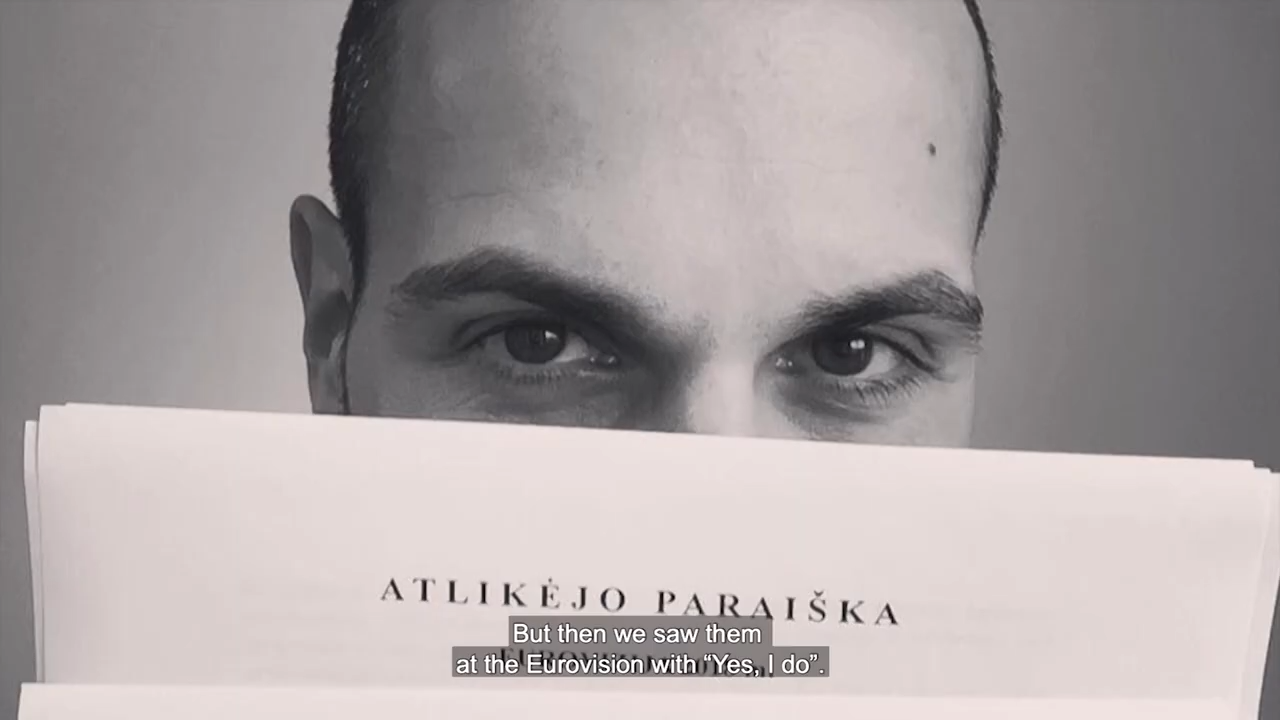 ATLIKĖJO PARAIŠKA
But then we saw them
at the Eurovision with “Yes, I do”.